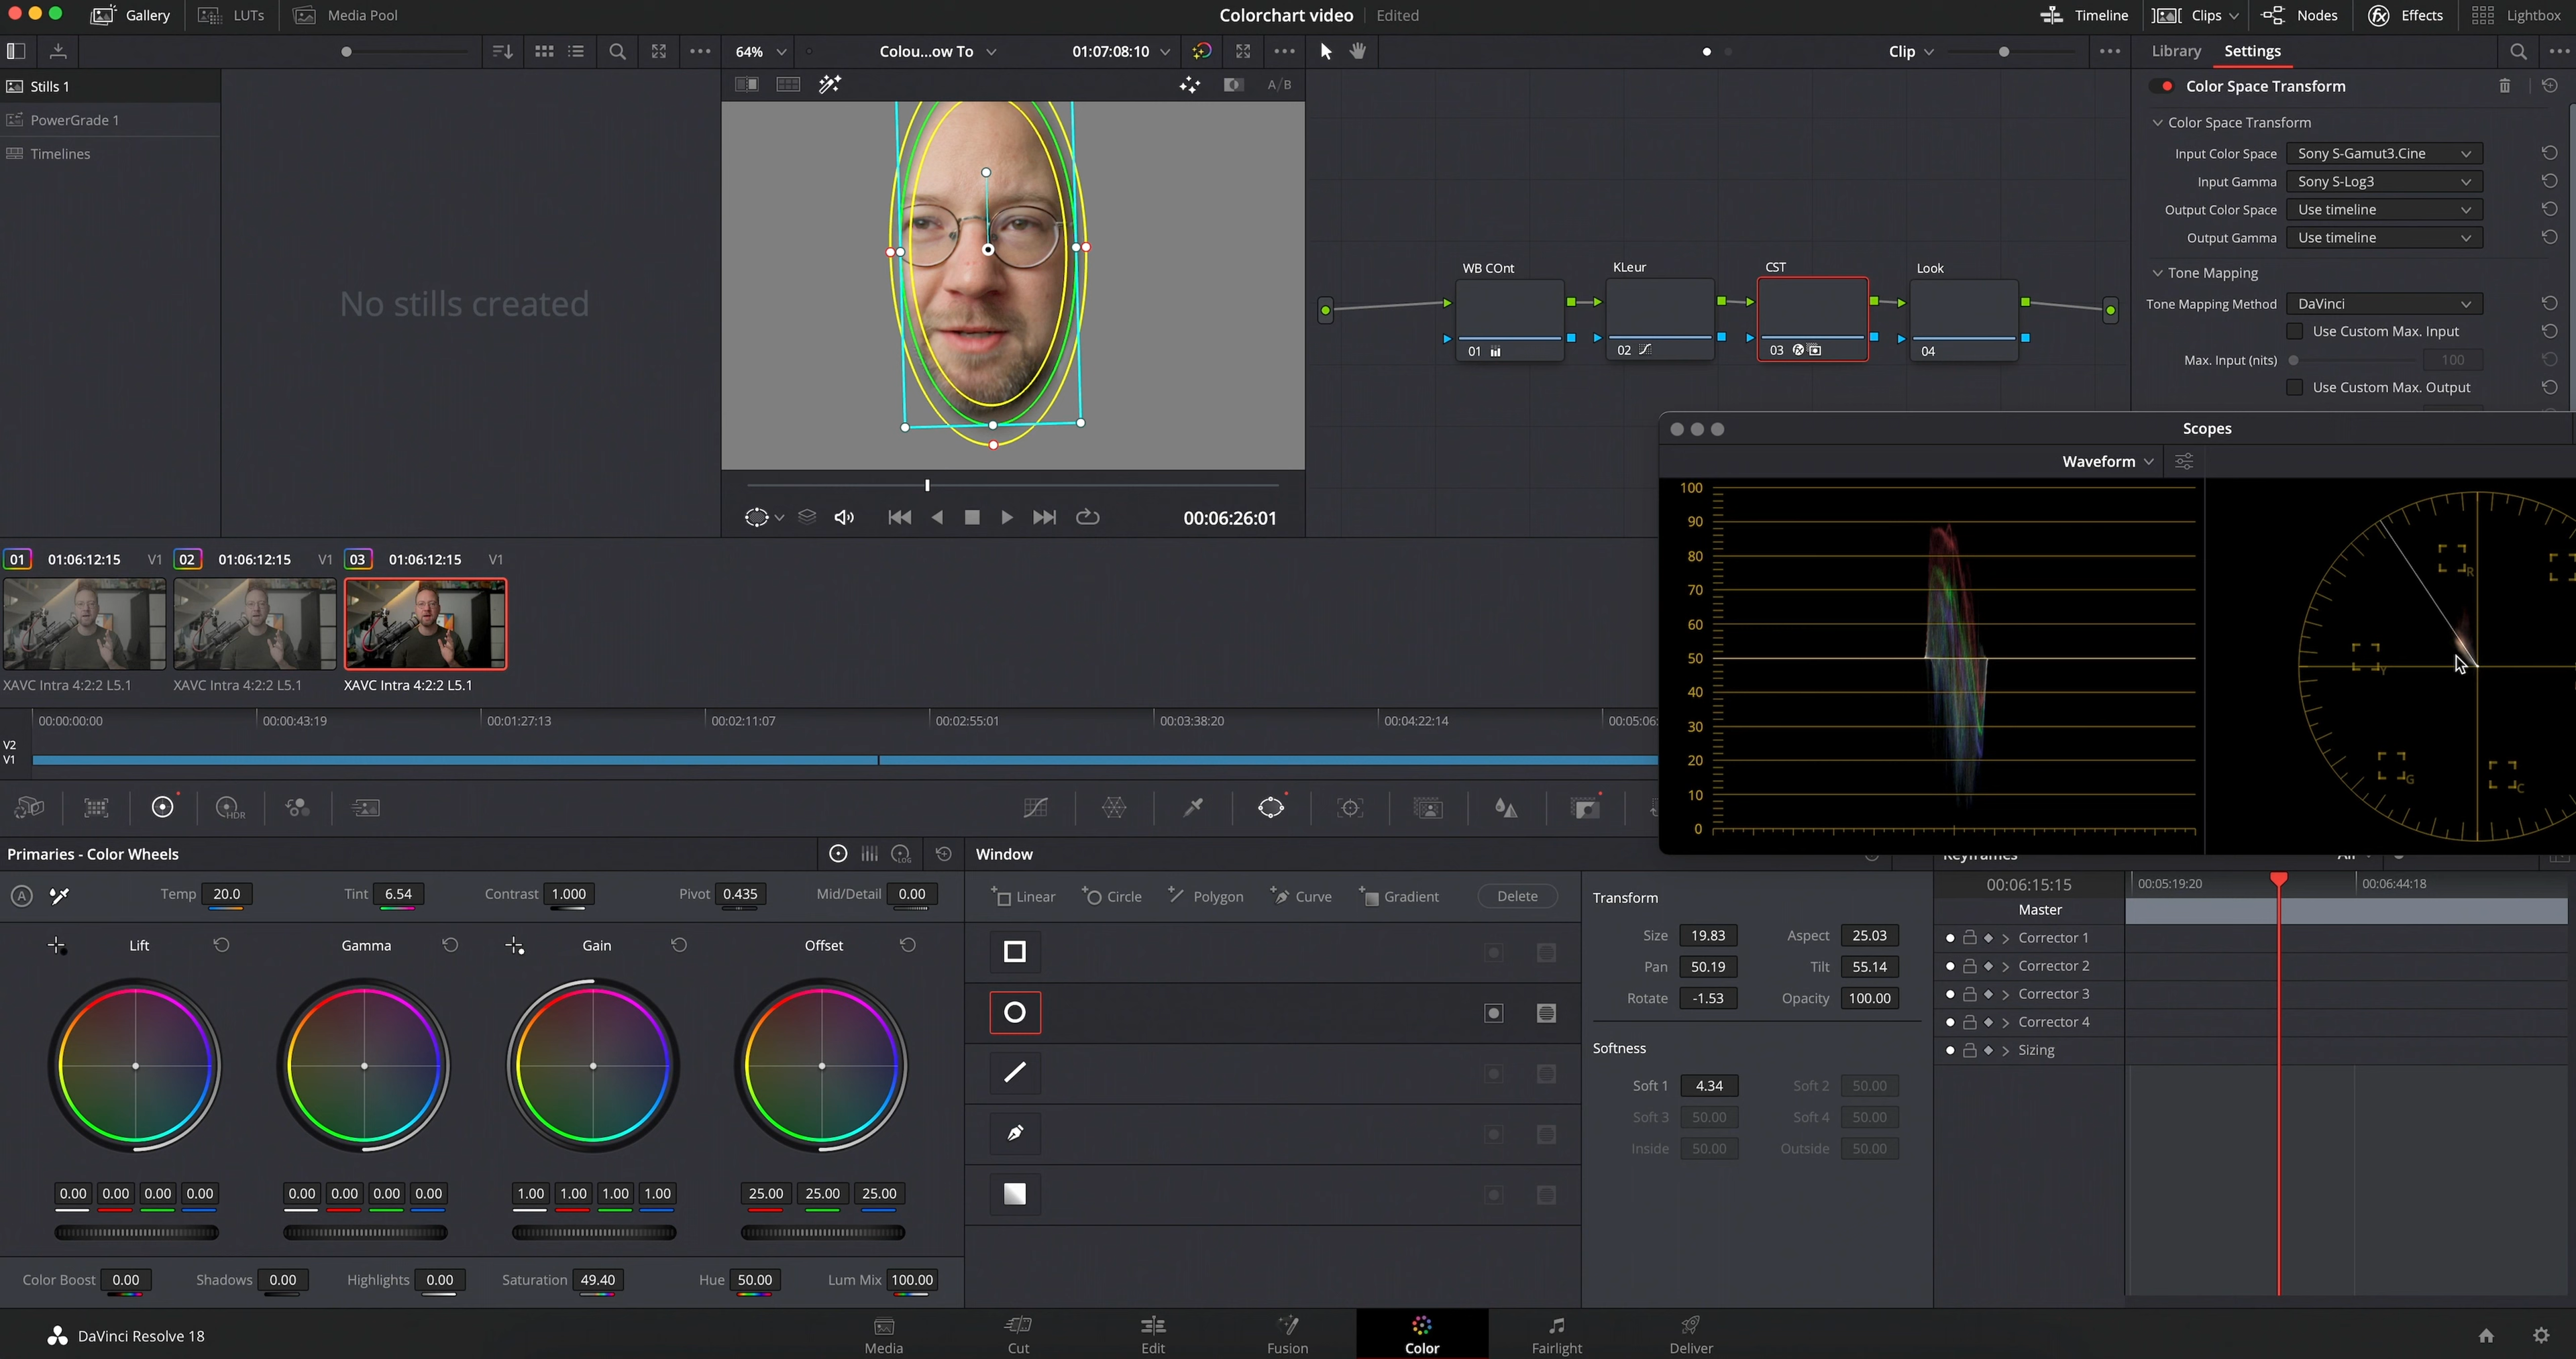 Gallery LUTs Media Pool Colorchart video Edited Timeline Clips Nodes Effects Lightbox
64% Colou...ow To 01:07:08:10 Clip Library Settings
Stills 1
PowerGrade 1
Timelines
No stills created
A/B
00:06:26:01
WB COnt KLeur CST Look
01 02 03 04
Color Space Transform
Color Space Transform
Input Color Space Sony S-Gamut3.Cine
Input Gamma Sony S-Log3
Output Color Space Use timeline
Output Gamma Use timeline
Tone Mapping
Tone Mapping Method DaVinci
Use Custom Max. Input
Max. Input (nits) 100
Use Custom Max. Output
Scopes
Waveform
100
90
80
70
60
50
40
30
20
10
0
R
Y
G
C
01 01:06:12:15 V1 02 01:06:12:15 V1 03 01:06:12:15 V1
XAVC Intra 4:2:2 L5.1 XAVC Intra 4:2:2 L5.1 XAVC Intra 4:2:2 L5.1
00:00:00:00 00:00:43:19 00:01:27:13 00:02:11:07 00:02:55:01 00:03:38:20 00:04:22:14 00:05:06:
V2
V1
HDR
Primaries - Color Wheels
LOG
Temp 20.0 Tint 6.54 Contrast 1.000 Pivot 0.435 Mid/Detail 0.00
A
Lift Gamma Gain Offset
0.00 0.00 0.00 0.00 0.00 0.00 0.00 0.00 1.00 1.00 1.00 1.00 25.00 25.00 25.00
Color Boost 0.00 Shadows 0.00 Highlights 0.00 Saturation 49.40 Hue 50.00 Lum Mix 100.00
Window
Linear Circle Polygon Curve Gradient Delete
Transform
Size 19.83 Aspect 25.03
Pan 50.19 Tilt 55.14
Rotate -1.53 Opacity 100.00
Softness
Soft 1 4.34 Soft 2 50.00
Soft 3 50.00 Soft 4 50.00
Inside 50.00 Outside 50.00
Keyframes All
00:06:15:15 00:05:19:20 00:06:44:18
Master
Corrector 1
Corrector 2
Corrector 3
Corrector 4
Sizing
DaVinci Resolve 18 Media Cut Edit Fusion Color Fairlight Deliver